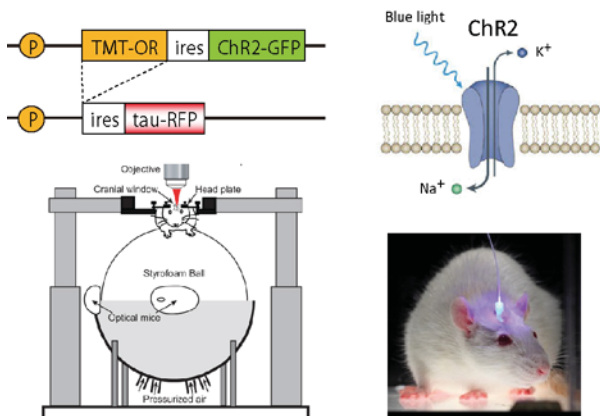 P TMT-OR ires ChR2-GFP
P ires tau-RFP
Blue light
ChR2
K+
Na+
Objective
Cranial window
Head plate
Styrofoam Ball
Optical mice
Pressurized air